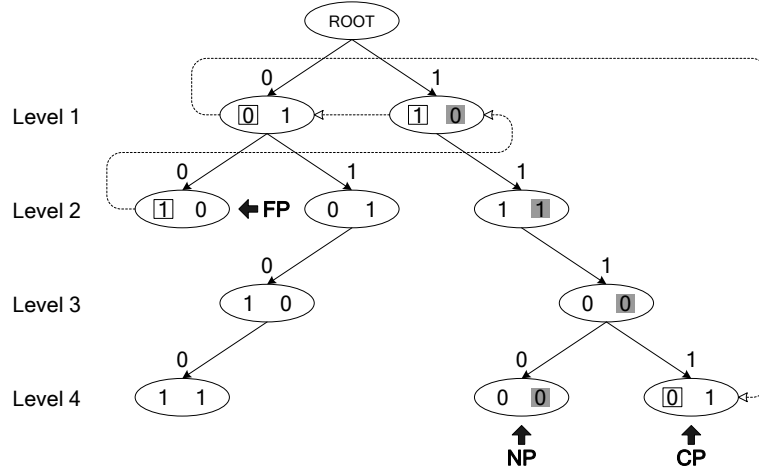 ROOT
0 1
Level 1 0 1 1 0
0 1 1
Level 2 1 0 FP 0 1 1 1
0 1
Level 3 1 0 0 0
0 0 1
Level 4 1 1 0 0 0 1
NP CP